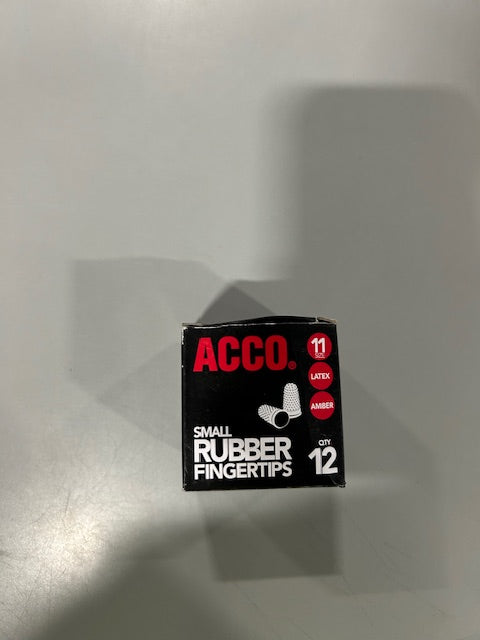 ACCO®
11
SIZE
LATEX
AMBER
SMALL
RUBBER
FINGERTIPS
QTY
12